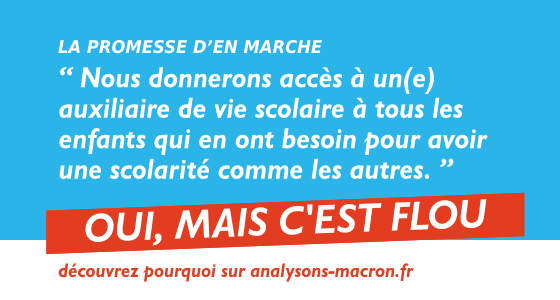 LA PROMESSE D’EN MARCHE
“ Nous donnerons accès à un(e)
auxiliaire de vie scolaire à tous les
enfants qui en ont besoin pour avoir
une scolarité comme les autres. ”
OUI, MAIS C'EST FLOU
découvrez pourquoi sur analysons-macron.fr